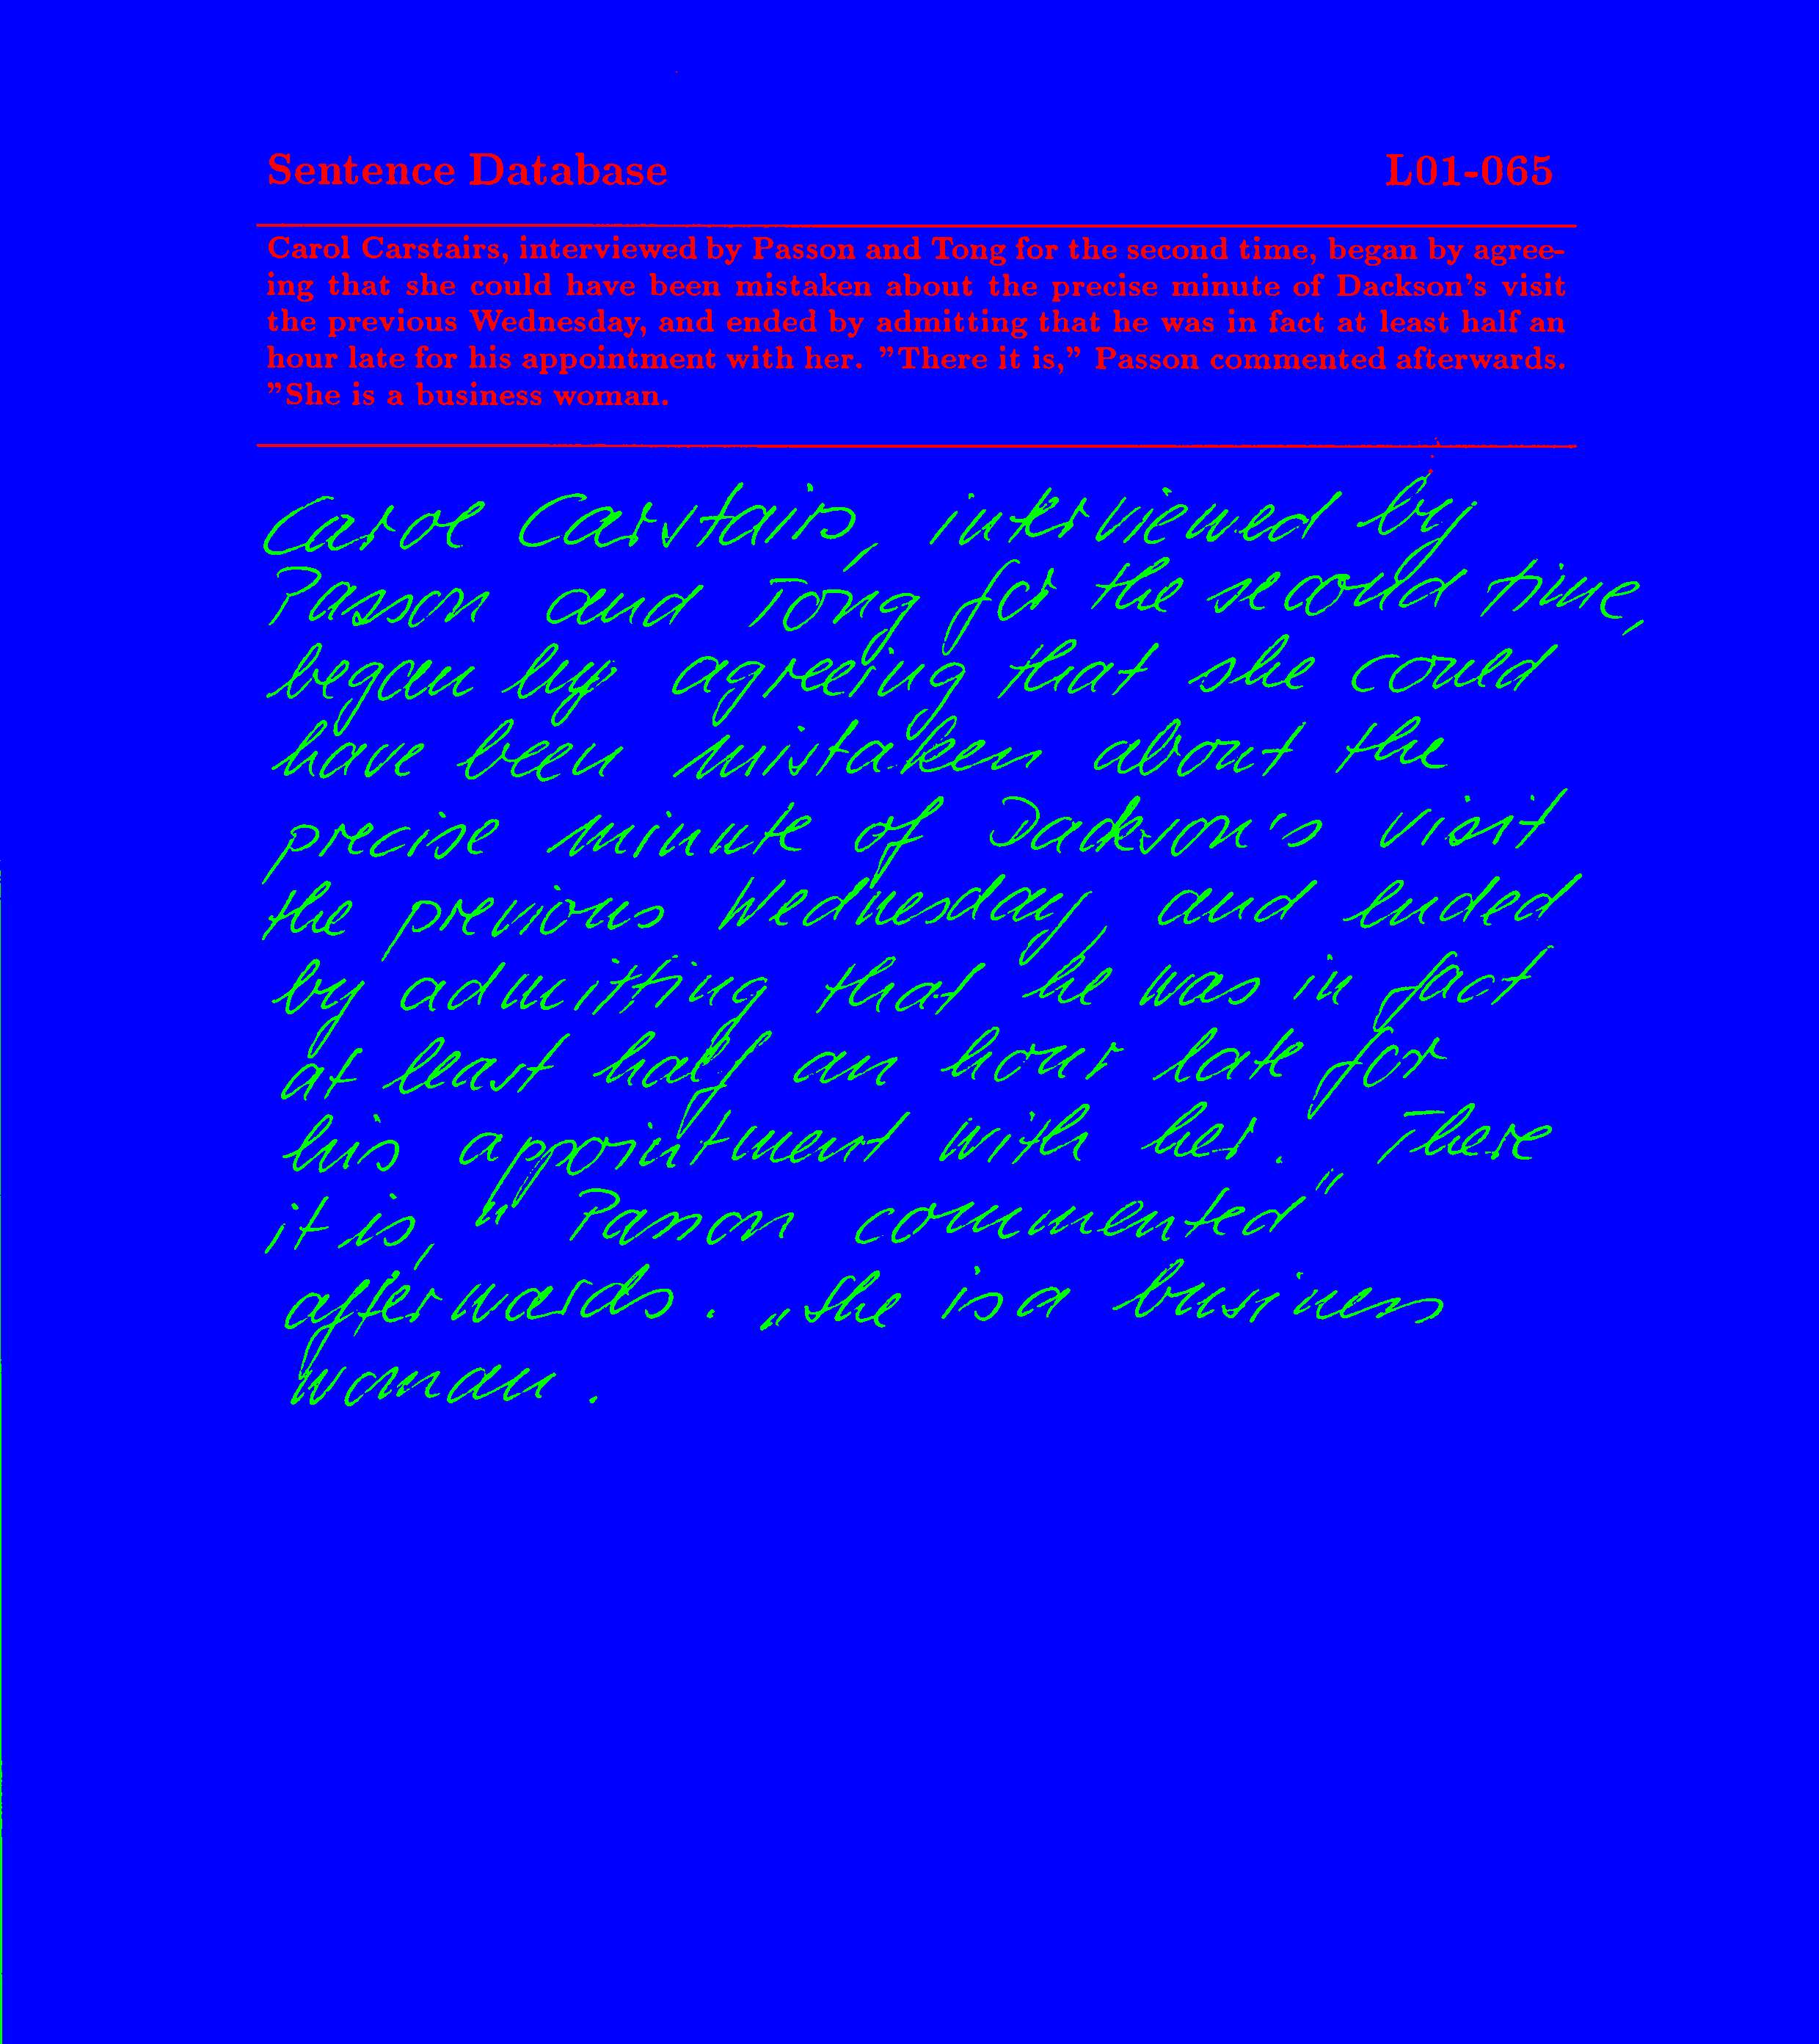 Sentence Database L01-065
Carol Carstairs, interviewed by Passon and Tong for the second time, began by agree-
ing that she could have been mistaken about the precise minute of Dackson's visit
the previous Wednesday, and ended by admitting that he was in fact at least half an
hour late for his appointment with her. "There it is," Passon commented afterwards.
"She is a business woman.
Carol Carstairs, interviewed by
Passon and Tong for the second time,
began by agreeing that she could
have been mistaken about the
precise minute of Dackson's visit
the previous Wednesday, and ended
by admitting that he was in fact
at least half an hour late for
his appointment with her. „There
it is," Passon commented"
afterwards. „She is a business
woman.